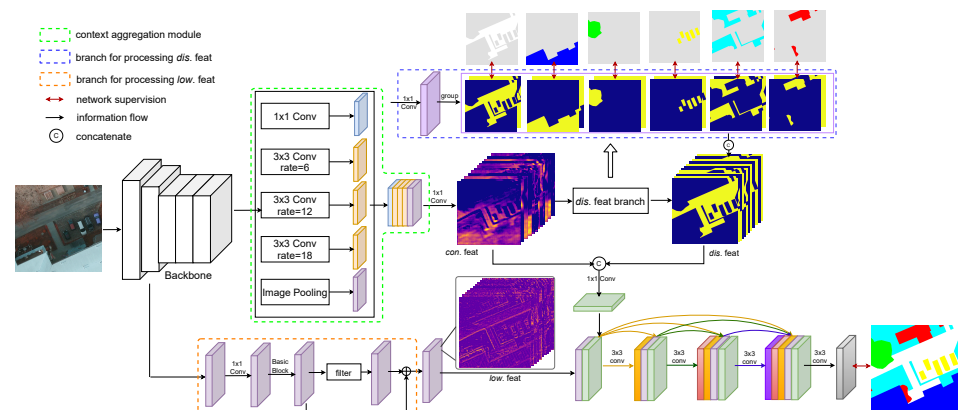 context aggregation module
branch for processing dis. feat
branch for processing low. feat
network supervision
information flow
C
concatenate
1x1
Conv
group
C
1x1 Conv
3x3 Conv
rate=6
3x3 Conv
rate=12
3x3 Conv
rate=18
Image Pooling
Backbone
1x1
Conv
con. feat
dis. feat branch
dis. feat
C
1x1 Conv
1x1
Conv
Basic
Block
filter
low. feat
3x3
conv
3x3
conv
3x3
conv
3x3
conv